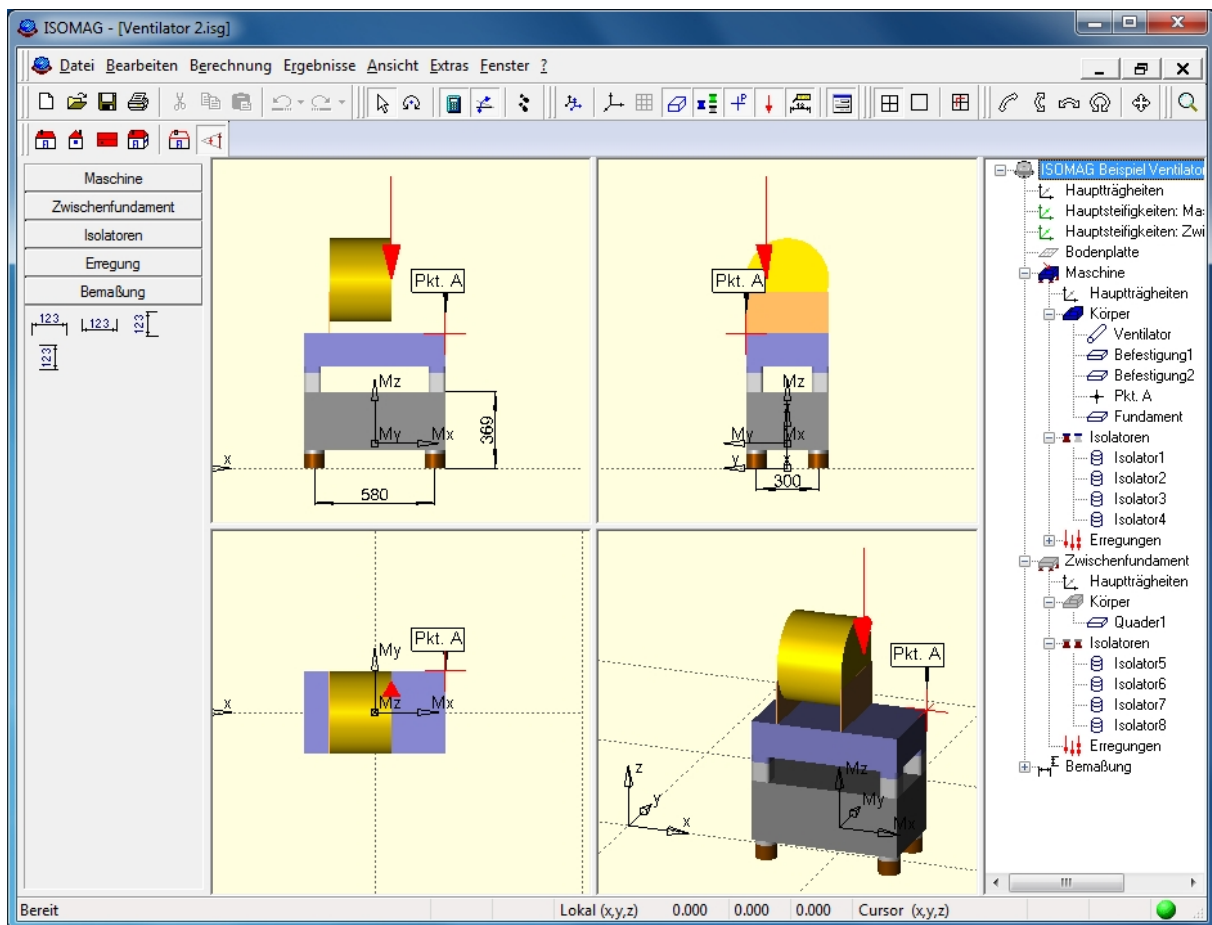 ISOMAG - [Ventilator 2.isg]
Datei Bearbeiten Berechnung Ergebnisse Ansicht Extras Fenster ?
Maschine
Zwischenfundament
Isolatoren
Erregung
Bemaßung
123 123 123
123
Pkt. A
Mz
My Mx
369
x
580
Pkt. A
Mz
z
My Mx
y x
300
Pkt. A
My
Mz Mx
x
Pkt. A
Mz
My
Mx
z
y
x
ISOMAG Beispiel Ventilator
Hauptträgheiten
Hauptsteifigkeiten: Ma
Hauptsteifigkeiten: Zwi
Bodenplatte
Maschine
Hauptträgheiten
Körper
Ventilator
Befestigung1
Befestigung2
Pkt. A
Fundament
Isolatoren
Isolator1
Isolator2
Isolator3
Isolator4
Erregungen
Zwischenfundament
Hauptträgheiten
Körper
Quader1
Isolatoren
Isolator5
Isolator6
Isolator7
Isolator8
Erregungen
Bemaßung
Bereit Lokal (x,y,z) 0.000 0.000 0.000 Cursor (x,y,z)